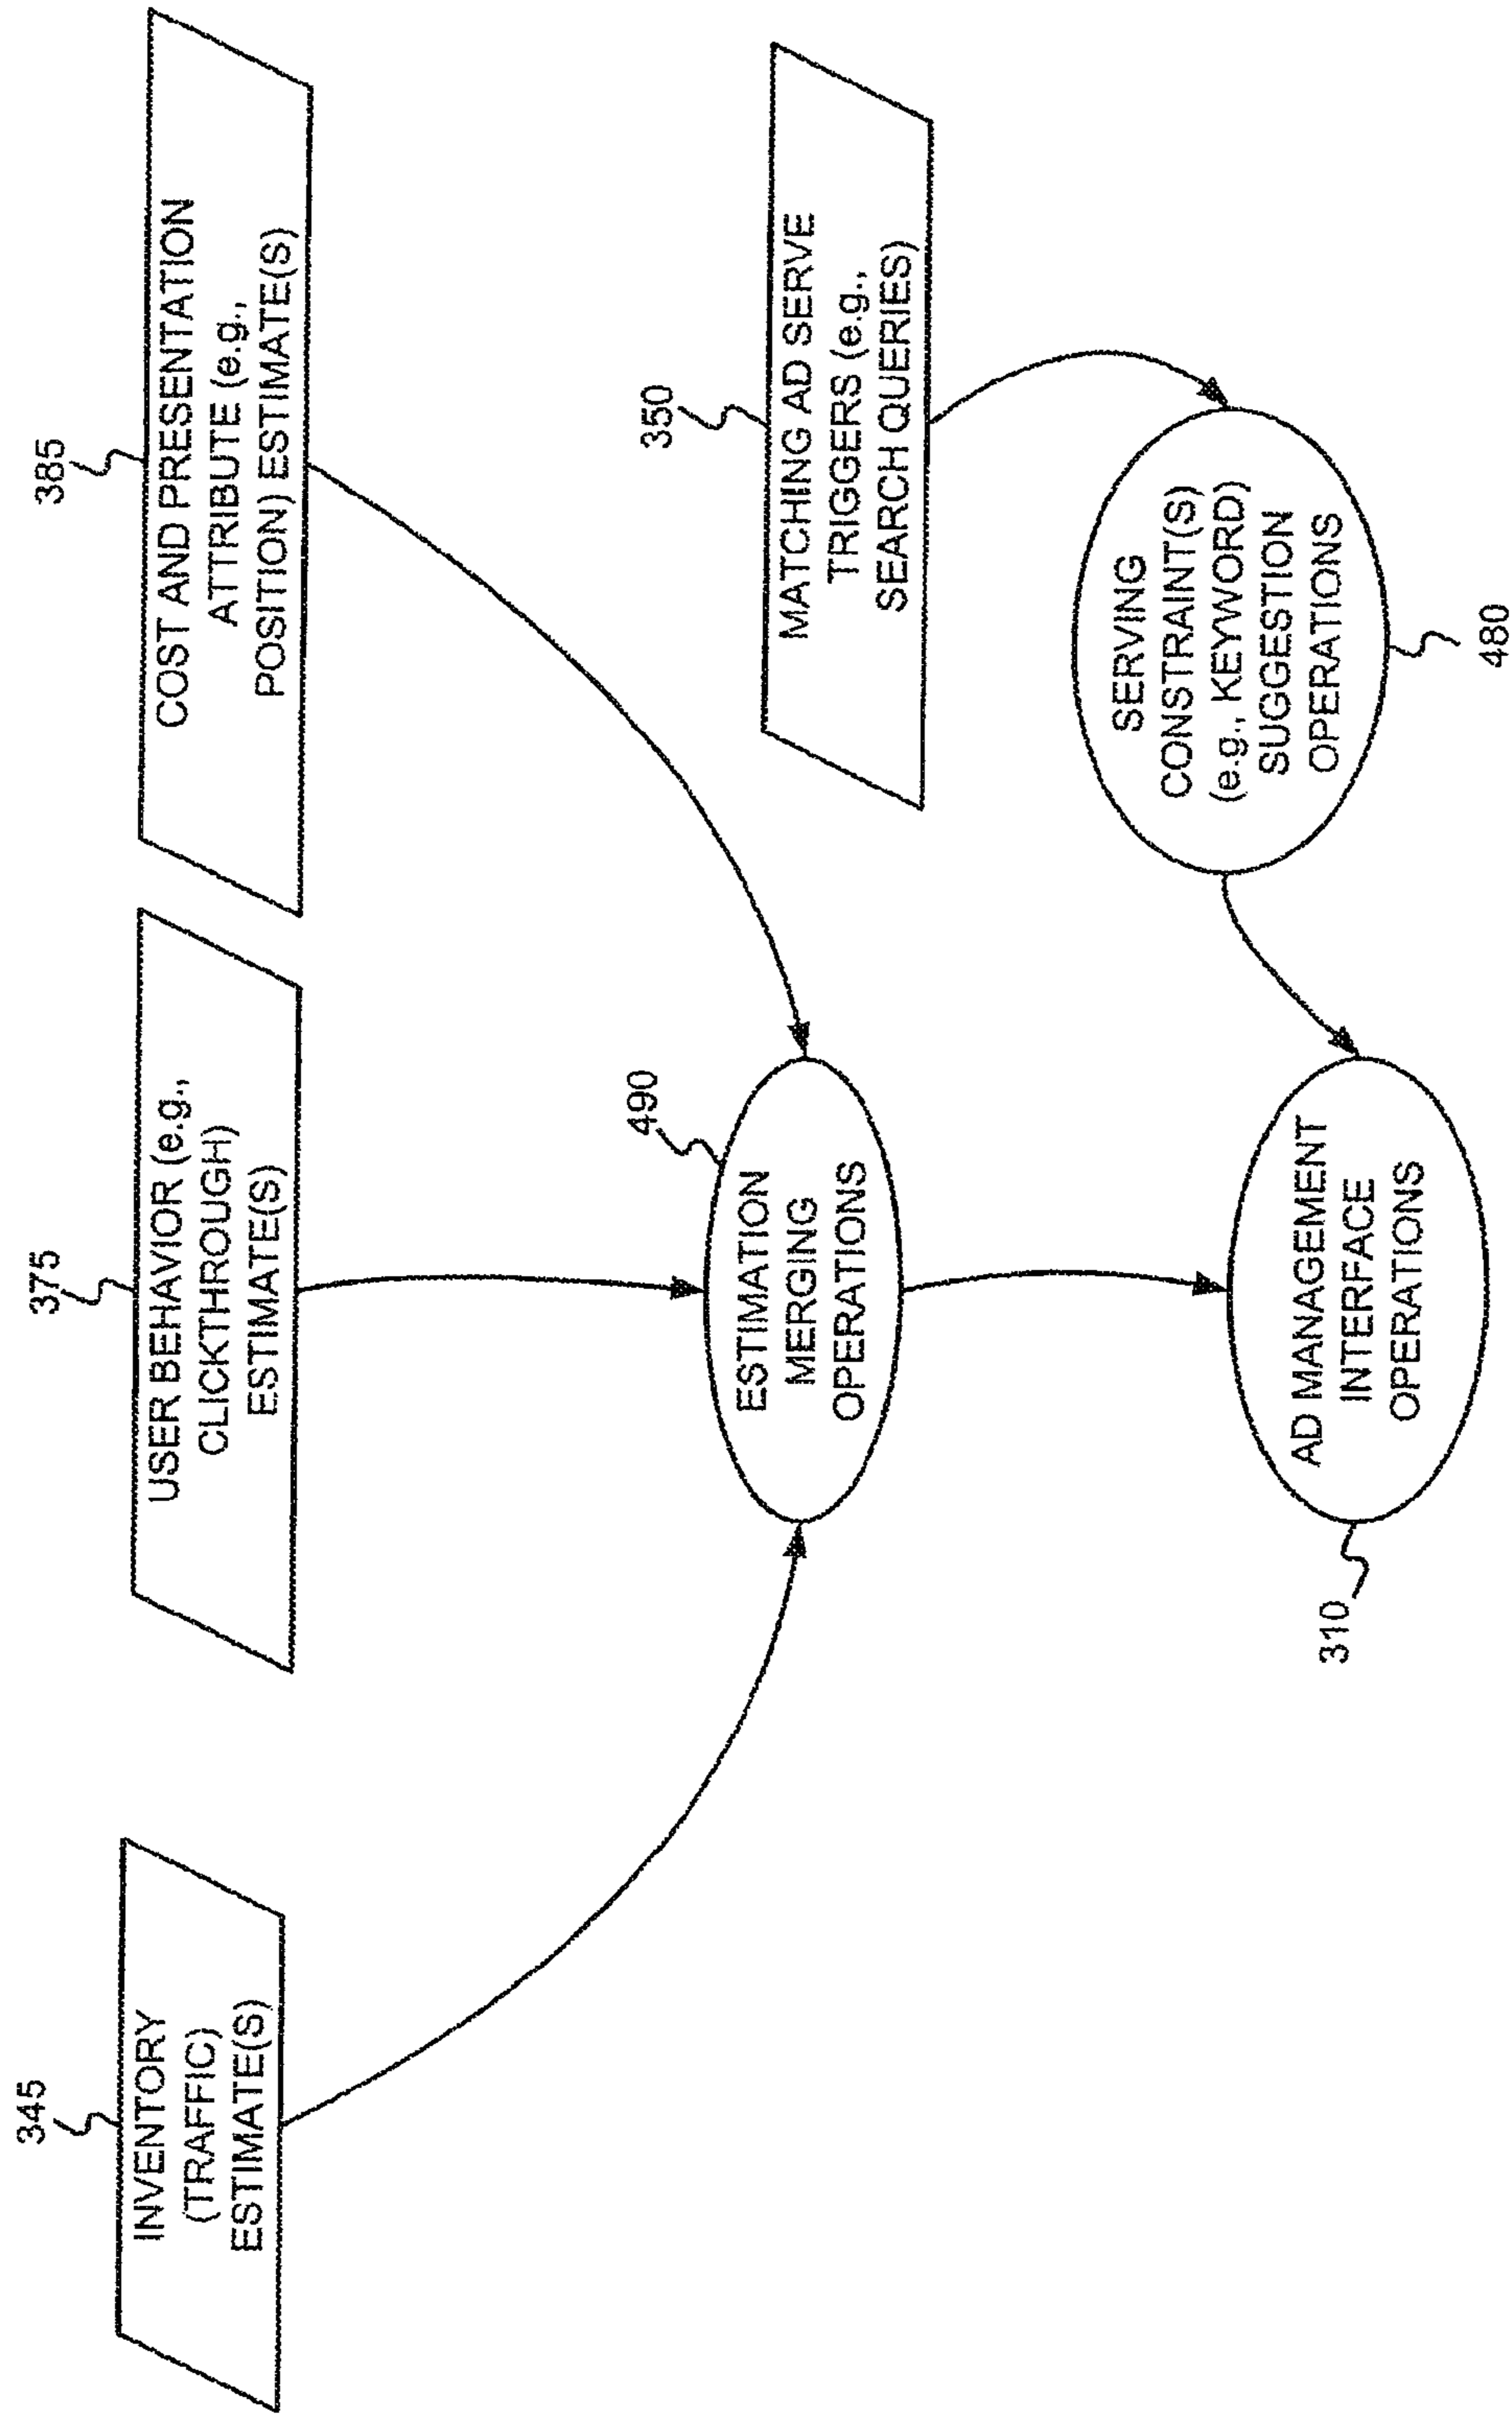 345
INVENTORY
(TRAFFIC)
ESTIMATE(S)
375
USER BEHAVIOR (e.g.,
CLICKTHROUGH)
ESTIMATE(S)
385
COST AND PRESENTATION
ATTRIBUTE (e.g.,
POSITION) ESTIMATE(S)
490
ESTIMATION
MERGING
OPERATIONS
350
MATCHING AD SERVE
TRIGGERS (e.g.,
SEARCH QUERIES)
SERVING
CONSTRAINT(S)
(e.g., KEYWORD)
SUGGESTION
OPERATIONS
480
310
AD MANAGEMENT
INTERFACE
OPERATIONS